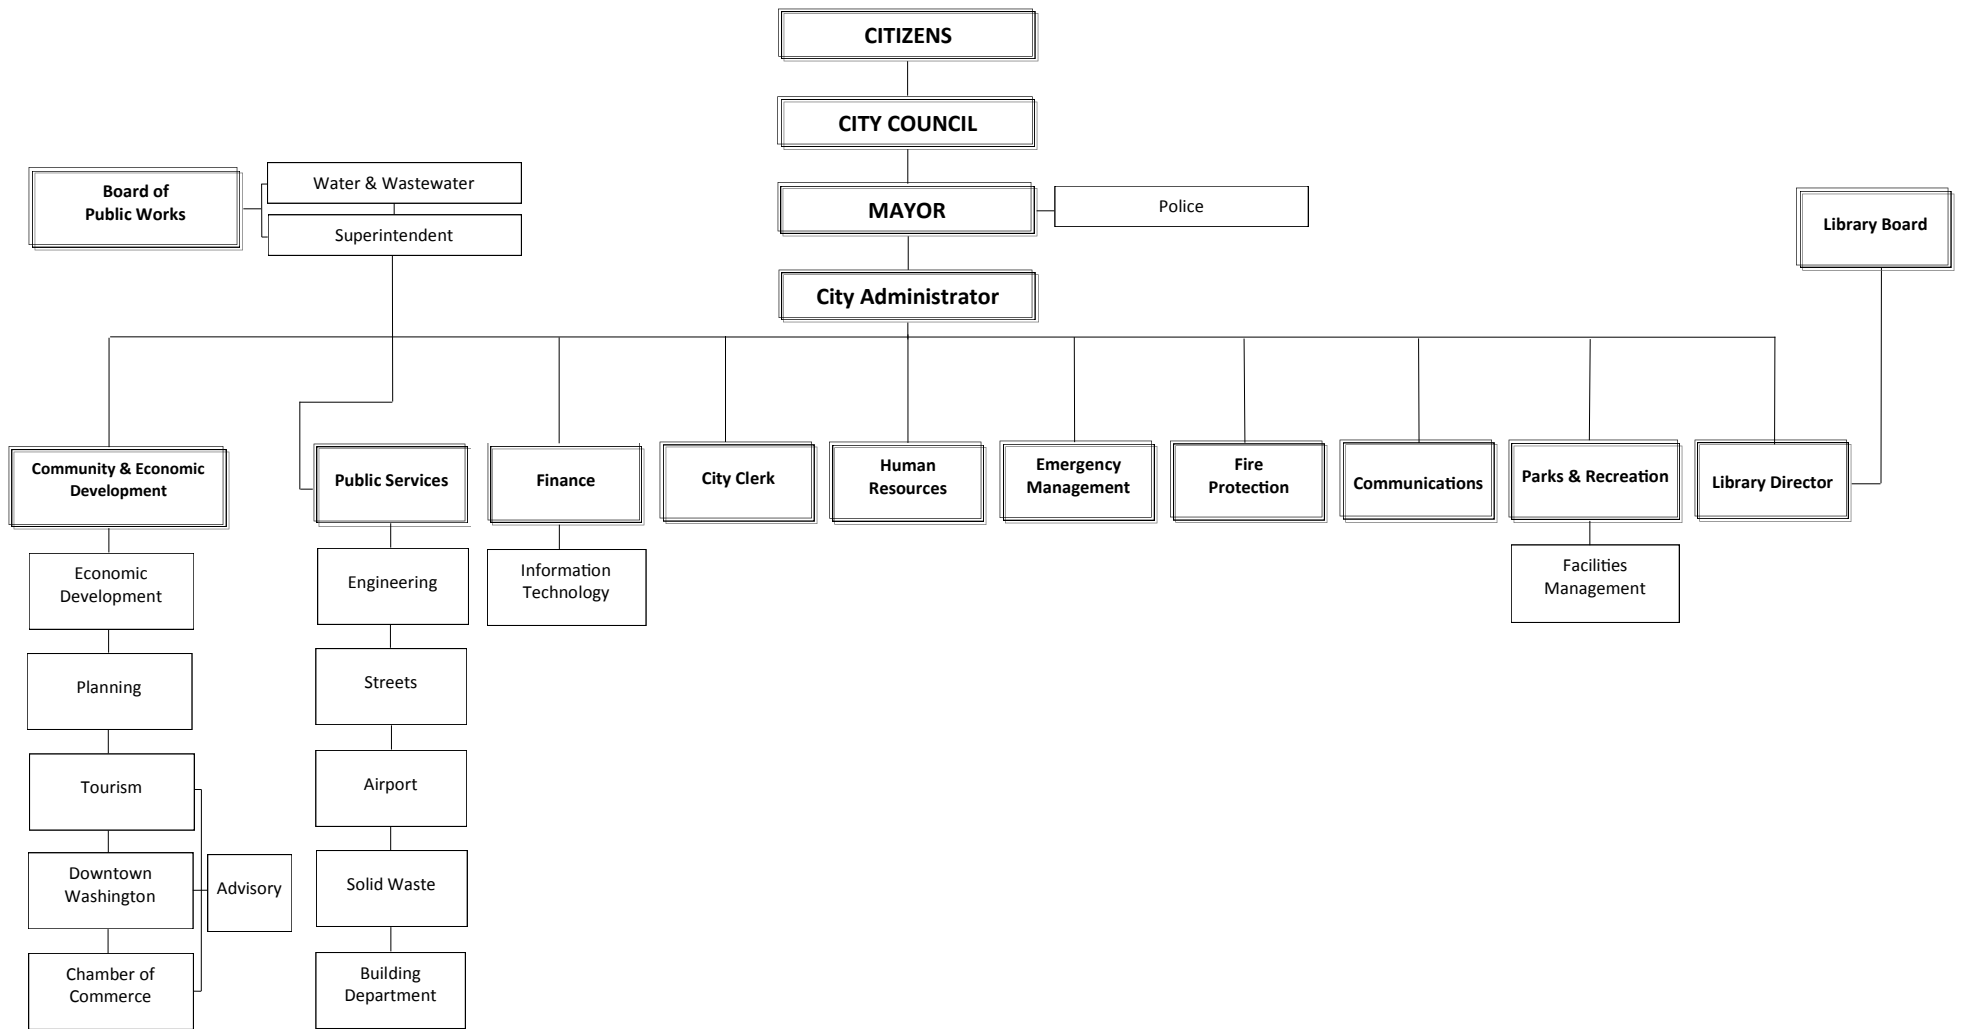 CITIZENS
CITY COUNCIL
Board of
Public Works
Water & Wastewater
Superintendent
MAYOR
Police
Library Board
City Administrator
Community & Economic
Development
Public Services
Finance
City Clerk
Human
Resources
Emergency
Management
Fire
Protection
Communications
Parks & Recreation
Library Director
Economic
Development
Planning
Tourism
Downtown
Washington
Advisory
Chamber of
Commerce
Engineering
Streets
Airport
Solid Waste
Building
Department
Information
Technology
Facilities
Management